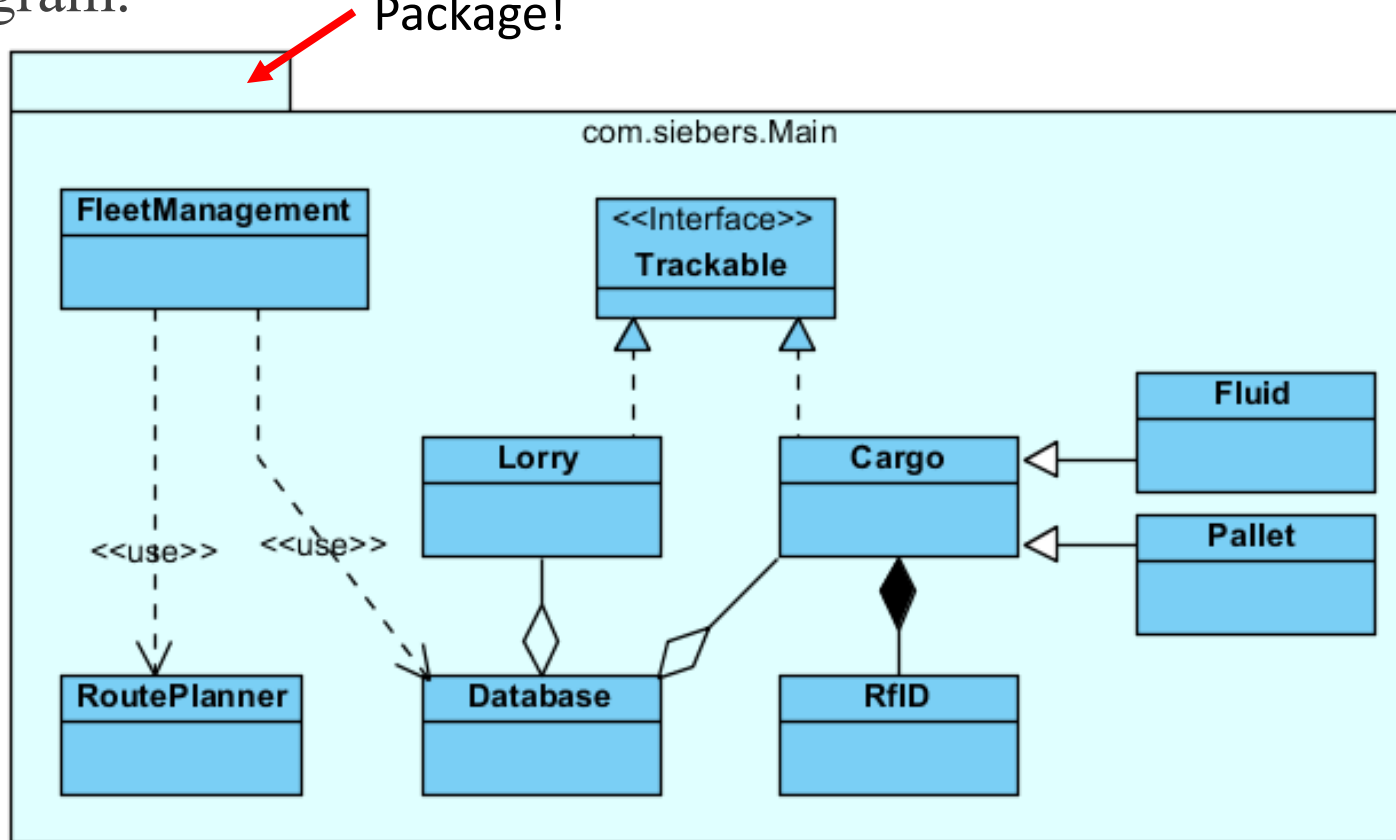 gram:
Package!
com.siebers.Main
FleetManagement
<<Interface>>
Trackable
Fluid
Lorry
Cargo
Pallet
<<use>>
<<use>>
RoutePlanner
Database
RfID